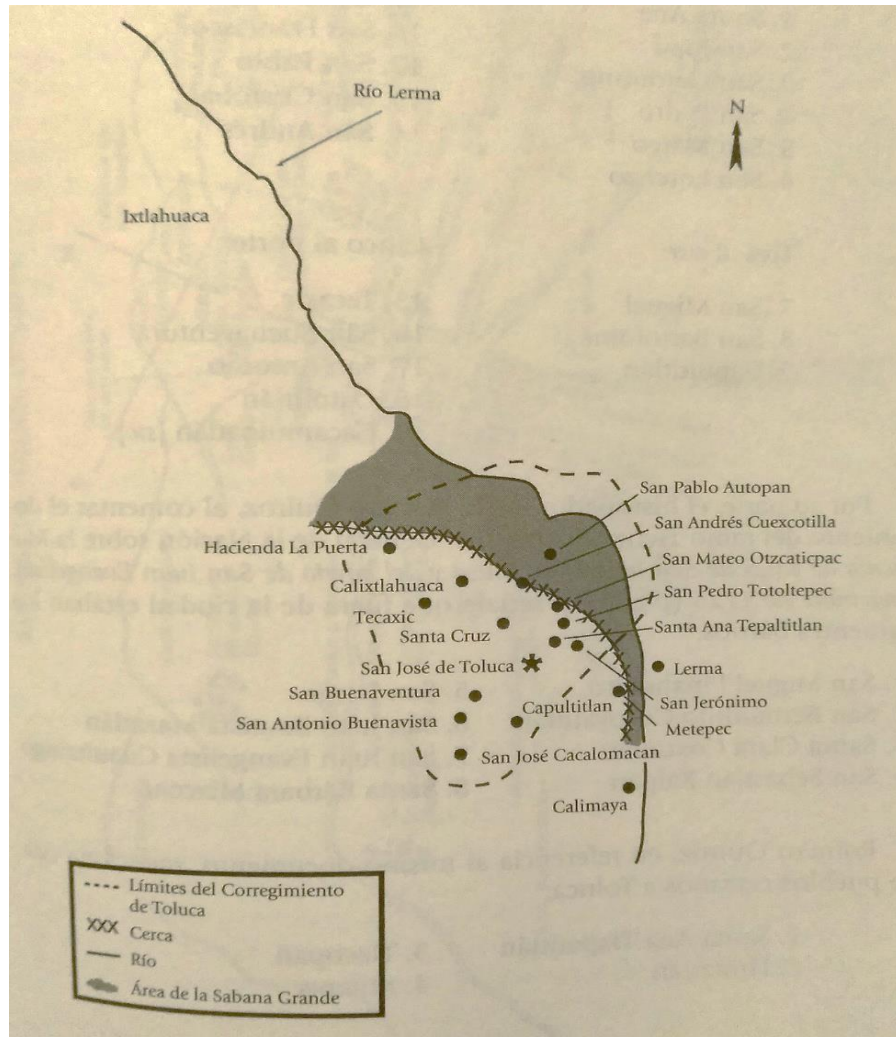 Río Lerma
N
Ixtlahuaca
San Pablo Autopan
San Andrés Cuexcotilla
Hacienda La Puerta
San Mateo Otzcaticpac
Calixtlahuaca
San Pedro Totoltepec
Tecaxic
Santa Cruz
Santa Ana Tepaltitlan
San José de Toluca
Lerma
San Buenaventura
San Jerónimo
Capultitlan
San Antonio Buenavista
Metepec
San José Cacalomacan
Calimaya
Límites del Corregimiento
de Toluca
XXX Cerca
Río
Área de la Sabana Grande